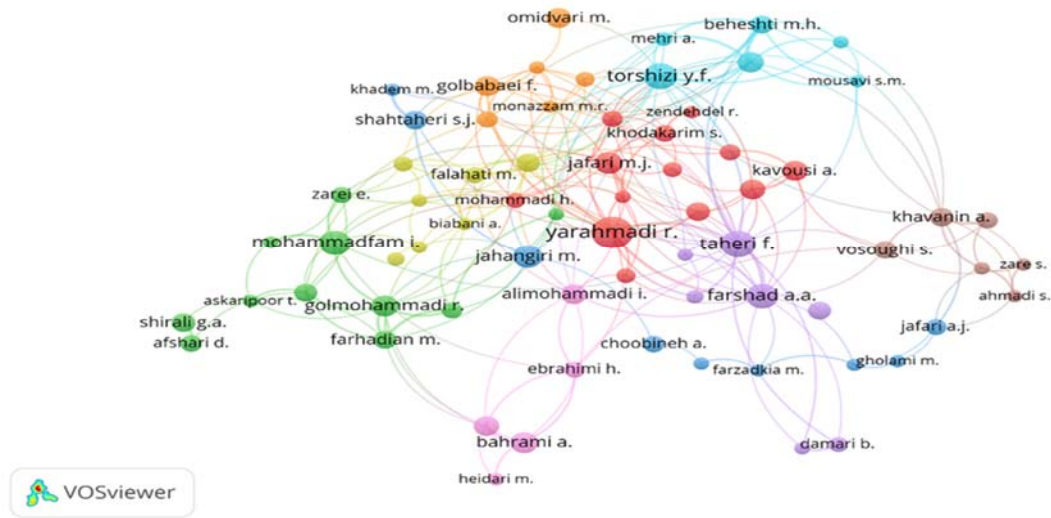 omidvari m.
beheshti m.h.
mehri a.
torshizi y.f.
mousavi s.m.
golbabaei f.
khadem m.
monazzam m.r.
zendehdel r.
shahtaheri s.j.
khodakarim s.
jafari m.j.
kavousi a.
falahati m.
zarei e.
mohammadi h.
khavanin a.
biabani a.
yarahmadi r.
mohammadfam i.
taheri f.
vosoughi s.
jahangiri m.
zare s.
alimohammadi i.
farshad a.a.
ahmadi s.
askaripoor t.
golmohammadi r.
shirali g.a.
jafari a.j.
afshari d.
farhadian m.
choobineh a.
gholami m.
ebrahimi h.
farzadkia m.
bahrami a.
damari b.
heidari m.
VOSviewer